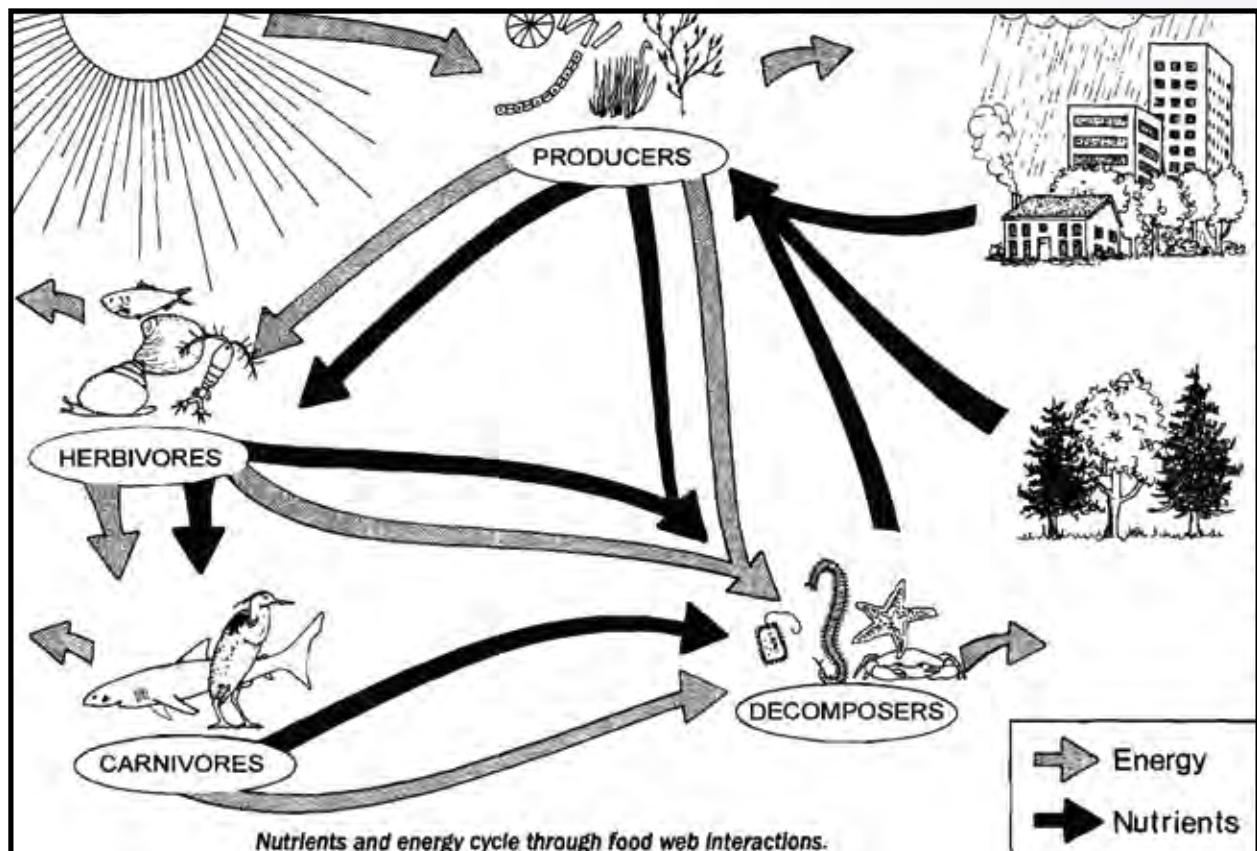 PRODUCERS
HERBIVORES
CARNIVORES
DECOMPOSERS
Energy
Nutrients
Nutrients and energy cycle through food web interactions.